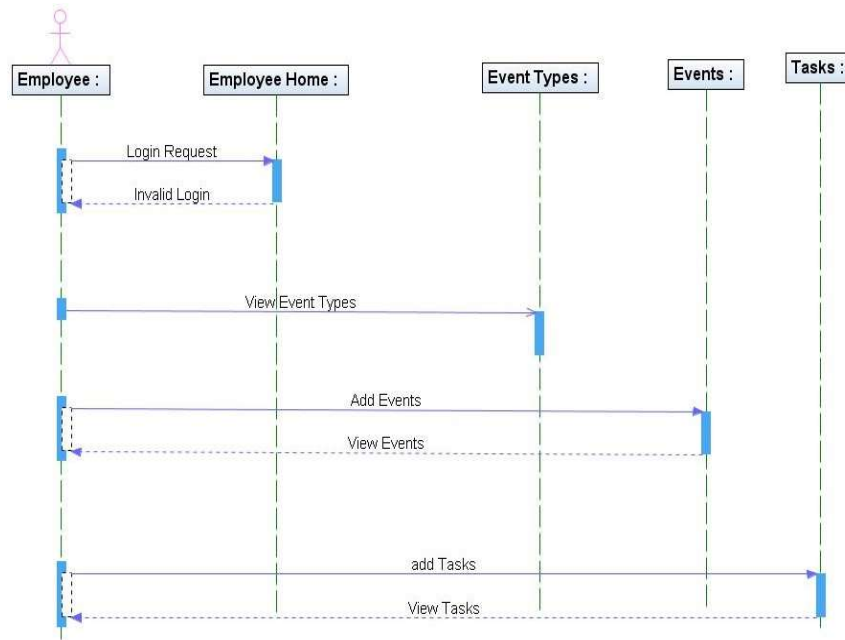 Employee :
Employee Home :
Event Types :
Events :
Tasks :
Login Request
Invalid Login
View Event Types
Add Events
View Events
add Tasks
View Tasks